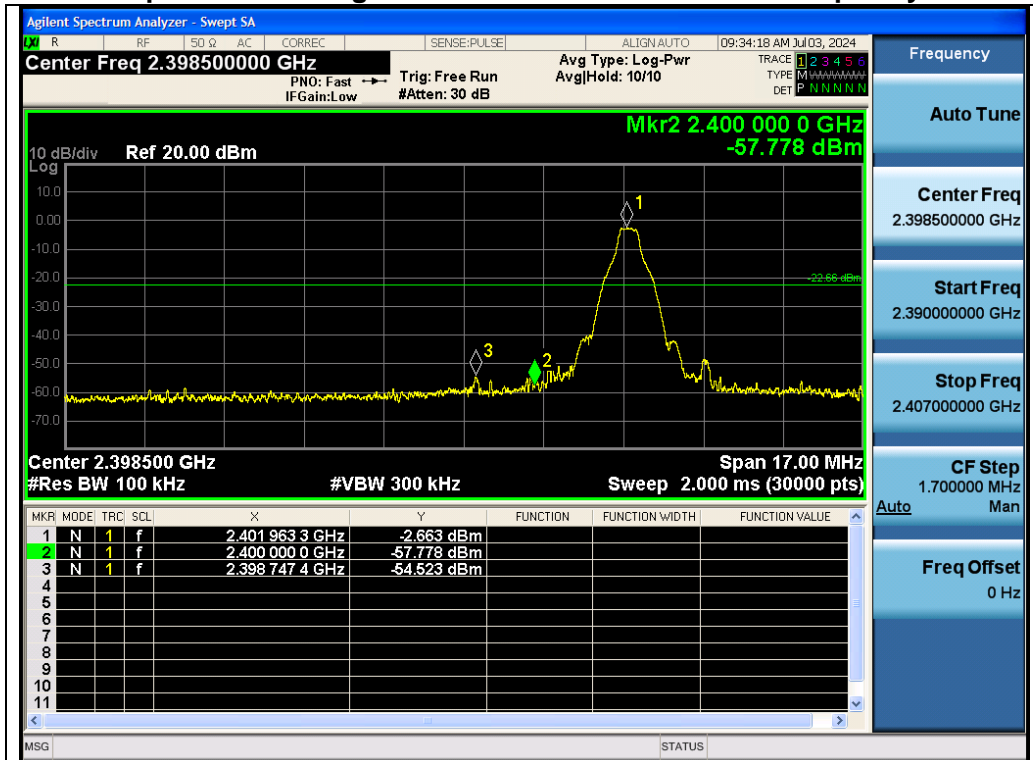 Agilent Spectrum Analyzer - Swept SA
LXI R RF 50 Ω AC CORREC SENSE:PULSE ALIGN AUTO 09:34:18 AM Jul 03, 2024
Center Freq 2.398500000 GHz
PNO: Fast
IFGain:Low
Trig: Free Run
#Atten: 30 dB
Avg Type: Log-Pwr
Avg|Hold: 10/10
TRACE 1 2 3 4 5 6
TYPE M WWWWW
DET P N N N N N
Mkr2 2.400 000 0 GHz
-57.778 dBm
10 dB/div Ref 20.00 dBm
Log
10.0
0.00
-10.0
-20.0
-30.0
-40.0
-50.0
-60.0
-70.0
1
-22.66 dBm
3
2
Center 2.398500 GHz Span 17.00 MHz
#Res BW 100 kHz #VBW 300 kHz Sweep 2.000 ms (30000 pts)
MKR MODE TRC SCL X Y FUNCTION FUNCTION WIDTH FUNCTION VALUE
1 N 1 f 2.401 963 3 GHz -2.663 dBm
2 N 1 f 2.400 000 0 GHz -57.778 dBm
3 N 1 f 2.398 747 4 GHz -54.523 dBm
4
5
6
7
8
9
10
11
MSG STATUS
Frequency
Auto Tune
Center Freq
2.398500000 GHz
Start Freq
2.390000000 GHz
Stop Freq
2.407000000 GHz
CF Step
1.700000 MHz
Auto Man
Freq Offset
0 Hz